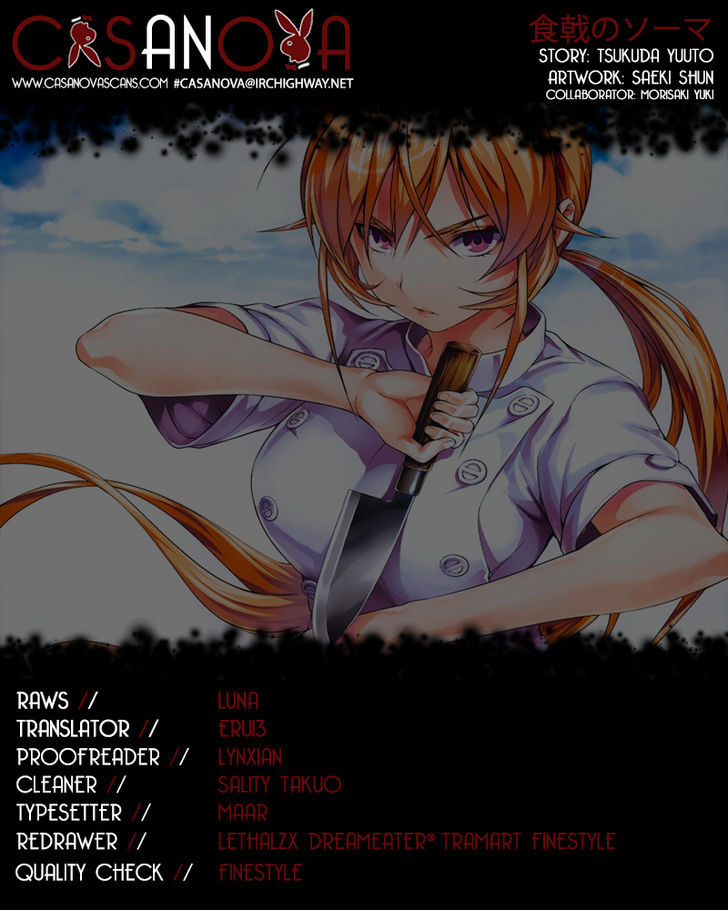 CASANOVA
WWW.CASANOVASCANS.COM #CASANOVA@IRCHIGHWAY.NET
食戟のソーマ
STORY: TSUKUDA YUUTO
ARTWORK: SAEKI SHUN
COLLABORATOR: MORISAKI YUKI
RAWS // LUNA
TRANSLATOR // ERUI3
PROOFREADER // LYNXIAN
CLEANER // SALITY TAKUO
TYPESETTER // MAAR
REDRAWER // LETHALZX DREAMEATER® TRAMART FINESTYLE
QUALITY CHECK // FINESTYLE